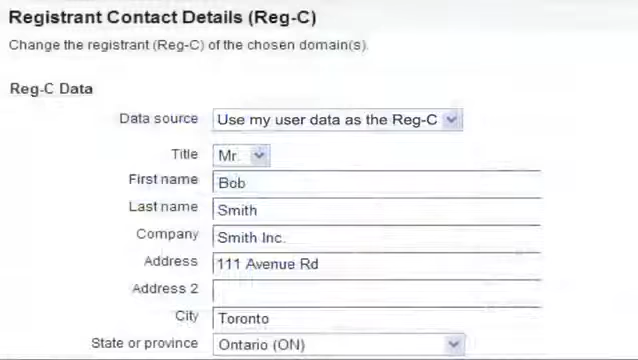 Registrant Contact Details (Reg-C)
Change the registrant (Reg-C) of the chosen domain(s).
Reg-C Data
Data source Use my user data as the Reg-C
Title Mr.
First name Bob
Last name Smith
Company Smith Inc.
Address 111 Avenue Rd
Address 2
City Toronto
State or province Ontario (ON)